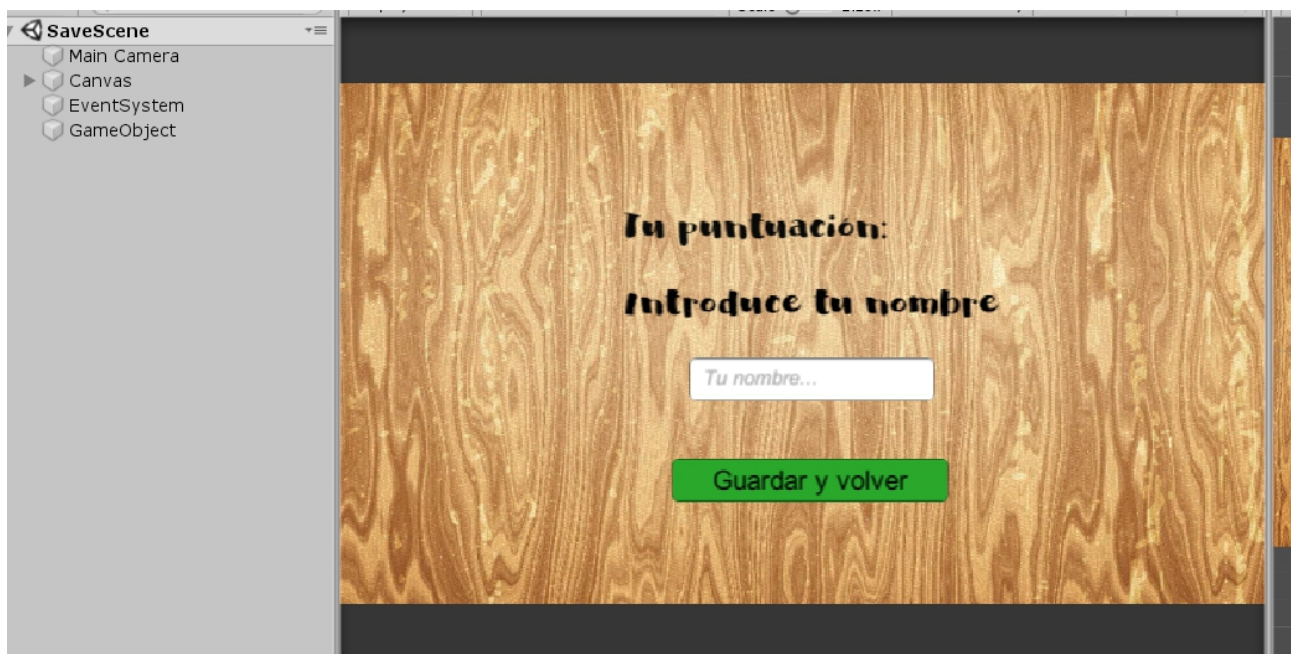 SaveScene
Main Camera
Canvas
EventSystem
GameObject
Tu puntuación:
Introduce tu nombre
Tu nombre...
Guardar y volver